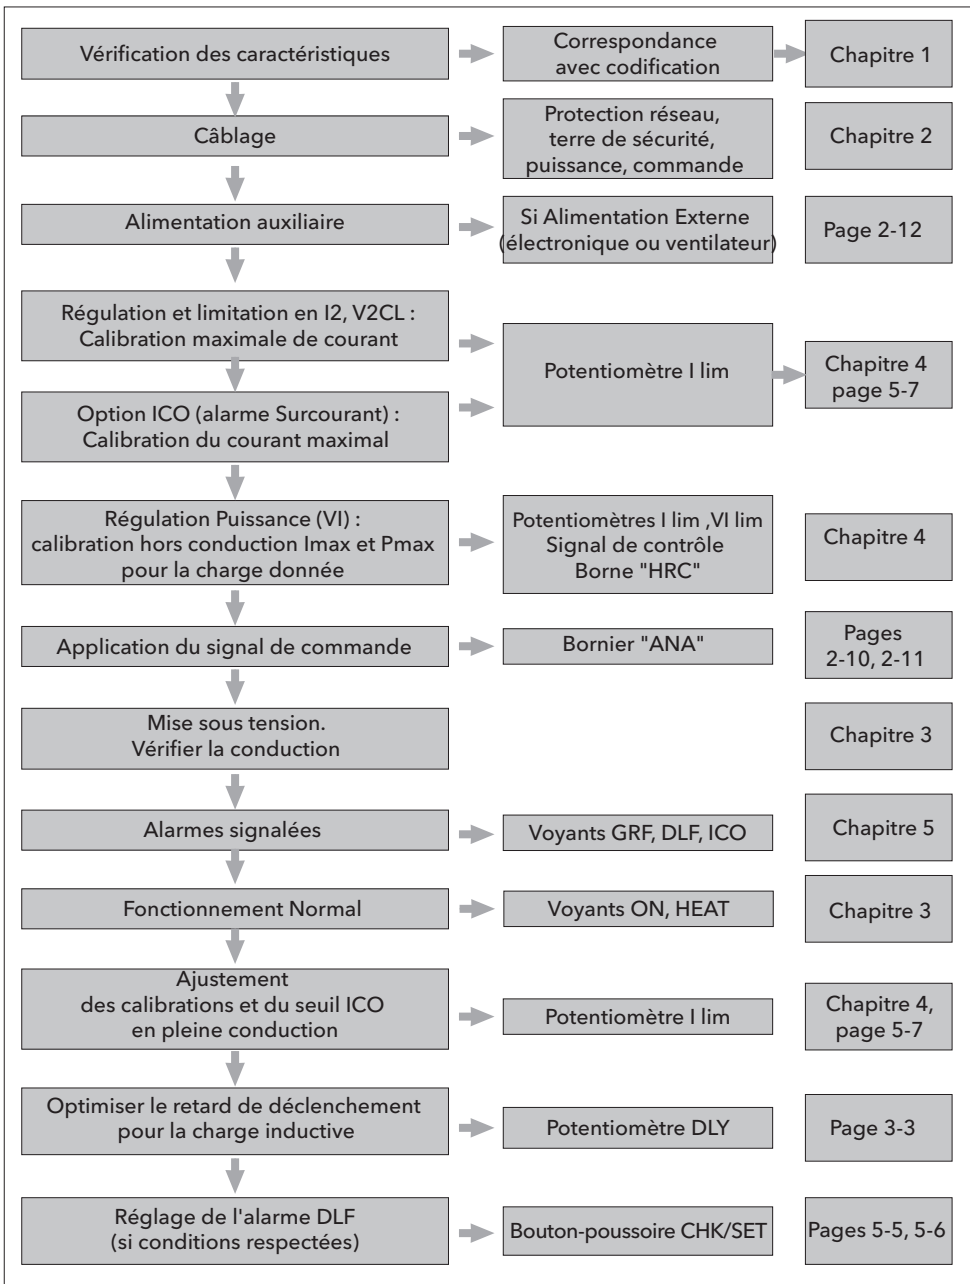 Vérification des caractéristiques
Correspondance
avec codification
Chapitre 1
Câblage
Protection réseau,
terre de sécurité,
puissance, commande
Chapitre 2
Alimentation auxiliaire
Si Alimentation Externe
(électronique ou ventilateur)
Page 2-12
Régulation et limitation en I2, V2CL :
Calibration maximale de courant
Potentiomètre I lim
Chapitre 4
page 5-7
Option ICO (alarme Surcourant) :
Calibration du courant maximal
Régulation Puissance (VI) :
calibration hors conduction Imax et Pmax
pour la charge donnée
Potentiomètres I lim ,VI lim
Signal de contrôle
Borne "HRC"
Chapitre 4
Application du signal de commande
Bornier "ANA"
Pages
2-10, 2-11
Mise sous tension.
Vérifier la conduction
Chapitre 3
Alarmes signalées
Voyants GRF, DLF, ICO
Chapitre 5
Fonctionnement Normal
Voyants ON, HEAT
Chapitre 3
Ajustement
des calibrations et du seuil ICO
en pleine conduction
Potentiomètre I lim
Chapitre 4,
page 5-7
Optimiser le retard de déclenchement
pour la charge inductive
Potentiomètre DLY
Page 3-3
Réglage de l'alarme DLF
(si conditions respectées)
Bouton-poussoire CHK/SET
Pages 5-5, 5-6